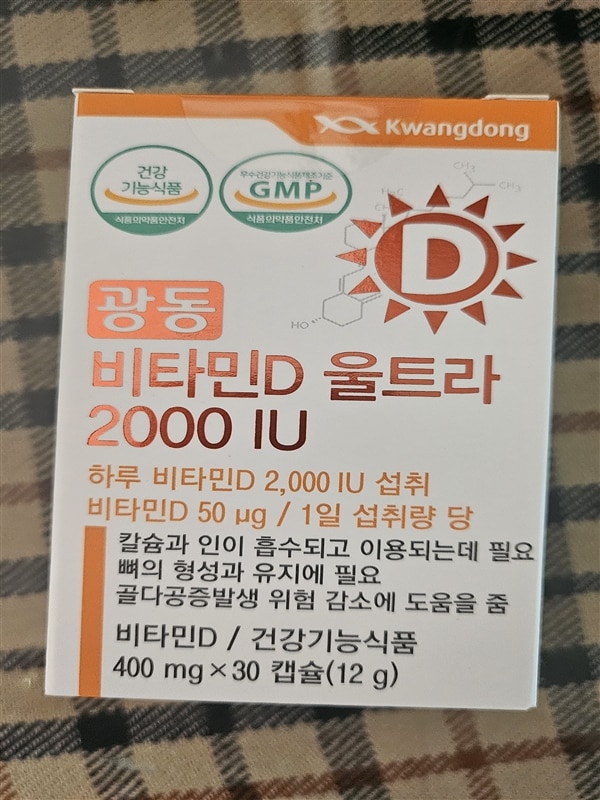 Kwangdong
건강
기능식품
식품의약품안전처
우수건강기능식품제조기준
GMP
식품의약품안전처
CH₃
CH₃
H₃C
D
HO
광동
비타민D 울트라
2000 IU
하루 비타민D 2,000 IU 섭취
비타민D 50 µg / 1일 섭취량 당
칼슘과 인이 흡수되고 이용되는데 필요
뼈의 형성과 유지에 필요
골다공증발생 위험 감소에 도움을 줌
비타민D / 건강기능식품
400 mg×30 캡슐(12 g)